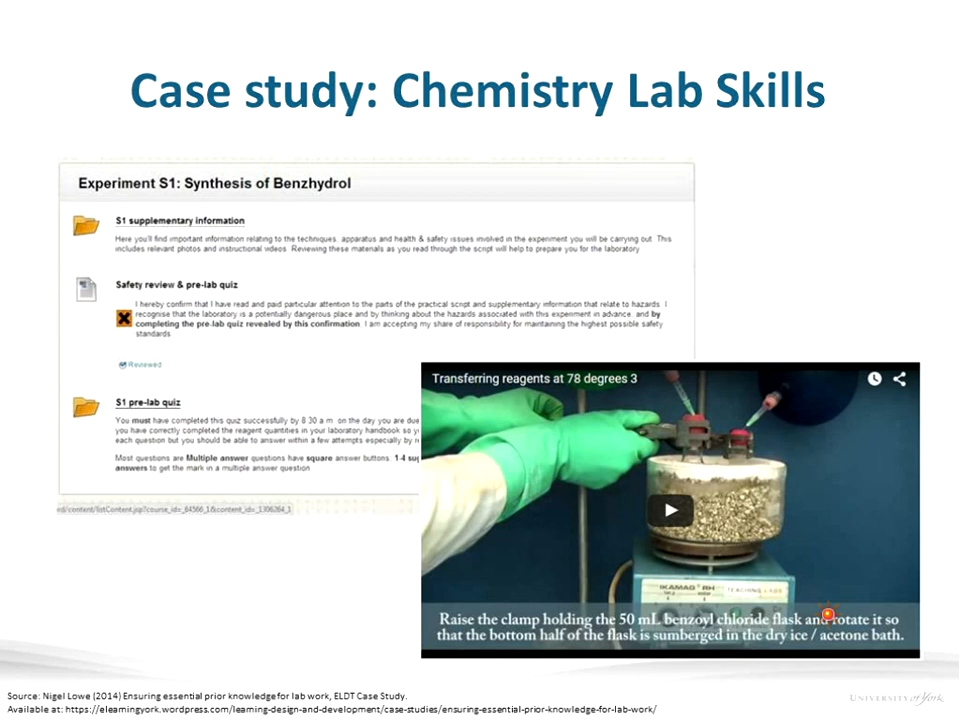 Case study: Chemistry Lab Skills
Experiment S1: Synthesis of Benzhydrol
S1 supplementary information
Here you'll find important information relating to the techniques, apparatus and health & safety issues involved in the experiment you will be carrying out. This
includes relevant photos and instructional videos. Reviewing these materials as you read through the script will help to prepare you for the laboratory
Safety review & pre-lab quiz
I hereby confirm that I have read and paid particular attention to the parts of the practical script and supplementary information that relate to hazards. I
recognise that the laboratory is a potentially dangerous place and by thinking about the hazards associated with this experiment in advance, and by
completing the pre-lab quiz revealed by this confirmation, I am accepting my share of responsibility for maintaining the highest possible safety
standards
Reviewed
S1 pre-lab quiz
You must have completed this quiz successfully by 8.30 a.m. on the day you are due
you have correctly completed the reagent quantities in your laboratory handbook so
each question but you should be able to answer within a few attempts especially by
Most questions are Multiple answer questions have square answer buttons. 1-4
answers to get the mark in a multiple answer question
Transferring reagents at 78 degrees 3
IKAMAG RH
TEACHING LABS
Raise the clamp holding the 50 mL benzoyl chloride flask and rotate it so
that the bottom half of the flask is sumberged in the dry ice / acetone bath.
Source: Nigel Lowe (2014) Ensuring essential prior knowledge for lab work, ELDT Case Study.
Available at: https://elearningyork.wordpress.com/learning-design-and-development/case-studies/ensuring-essential-prior-knowledge-for-lab-work/
UNIVERSITY of York